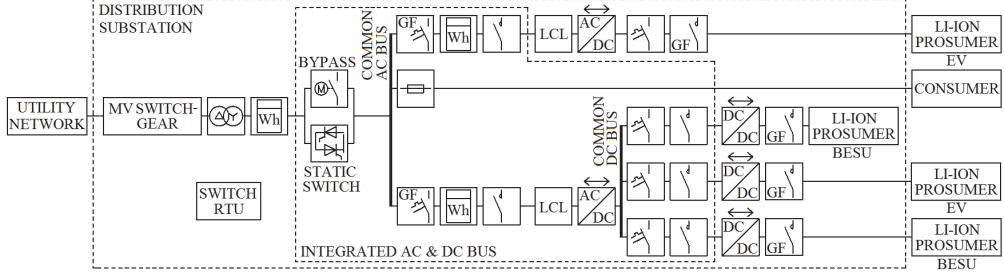 DISTRIBUTION
SUBSTATION
UTILITY
NETWORK
MV SWITCH-
GEAR
Wh
SWITCH
RTU
BYPASS
M
STATIC
SWITCH
COMMON
AC BUS
GF
Wh
LCL
AC
DC
GF
LI-ION
PROSUMER
EV
CONSUMER
COMMON
DC BUS
DC
DC
GF
LI-ION
PROSUMER
BESU
GF
Wh
LCL
AC
DC
DC
DC
GF
LI-ION
PROSUMER
EV
DC
DC
GF
LI-ION
PROSUMER
BESU
INTEGRATED AC & DC BUS